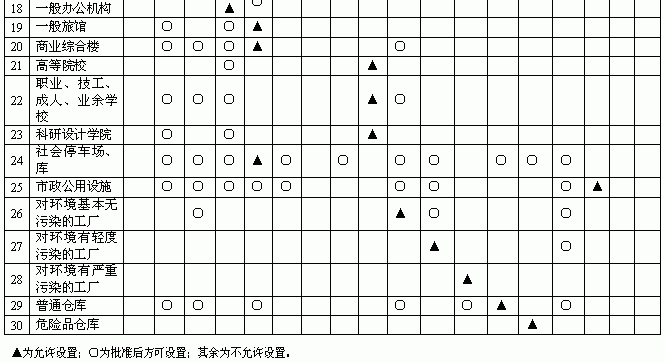 18 一般办公机构 ▲ ○
19 一般旅馆 ○ ○ ▲
20 商业综合楼 ○ ○ ○ ▲ ○
21 高等院校 ○ ▲
22 职业、技工、
成人、业余学
校 ○ ○ ○ ▲ ○
23 科研设计学院 ○ ○ ▲
24 社会停车场、
库 ○ ○ ○ ▲ ○ ○ ○ ○ ○ ○ ○
25 市政公用设施 ○ ○ ○ ○ ○ ○ ○ ○ ▲
26 对环境基本无
污染的工厂 ○ ▲ ○ ○
27 对环境有轻度
污染的工厂 ▲ ○
28 对环境有严重
污染的工厂 ▲
29 普通仓库 ○ ○ ○ ○ ○ ▲ ○
30 危险品仓库 ▲
▲为允许设置；○为批准后方可设置；其余为不允许设置。